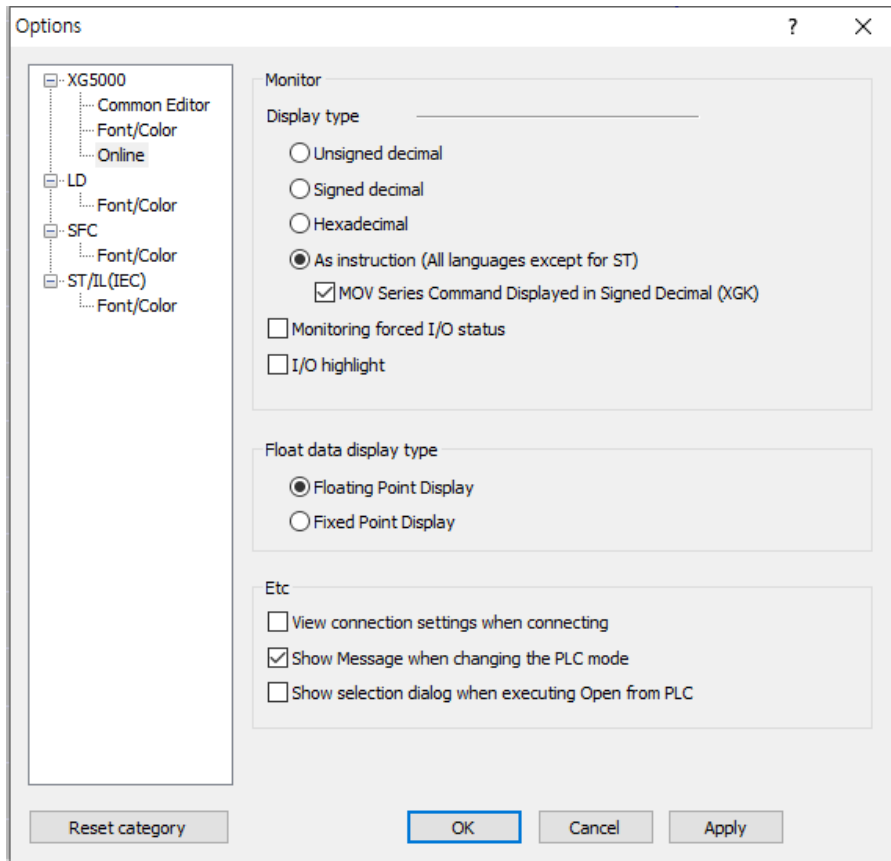 Options
?
XG5000
Common Editor
Font/Color
Online
LD
Font/Color
SFC
Font/Color
ST/IL(IEC)
Font/Color
Monitor
Display type
Unsigned decimal
Signed decimal
Hexadecimal
As instruction (All languages except for ST)
MOV Series Command Displayed in Signed Decimal (XGK)
Monitoring forced I/O status
I/O highlight
Float data display type
Floating Point Display
Fixed Point Display
Etc
View connection settings when connecting
Show Message when changing the PLC mode
Show selection dialog when executing Open from PLC
Reset category
OK
Cancel
Apply